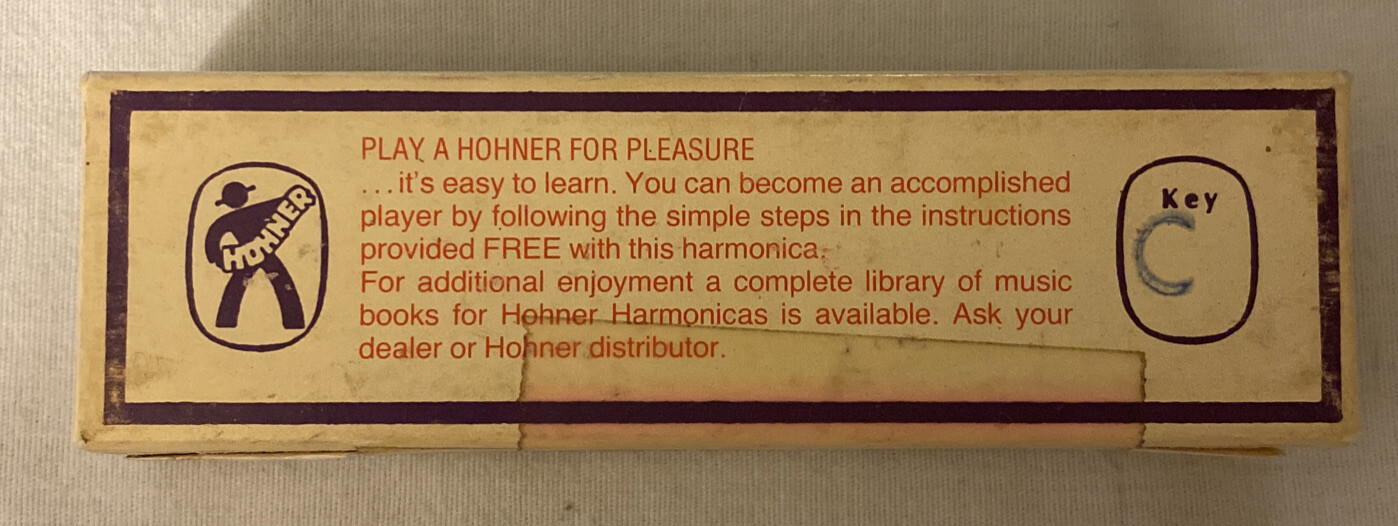 PLAY A HOHNER FOR PLEASURE
...it's easy to learn. You can become an accomplished
player by following the simple steps in the instructions
provided FREE with this harmonica.
For additional enjoyment a complete library of music
books for Hohner Harmonicas is available. Ask your
dealer or Hohner distributor.
HOHNER
Key
C